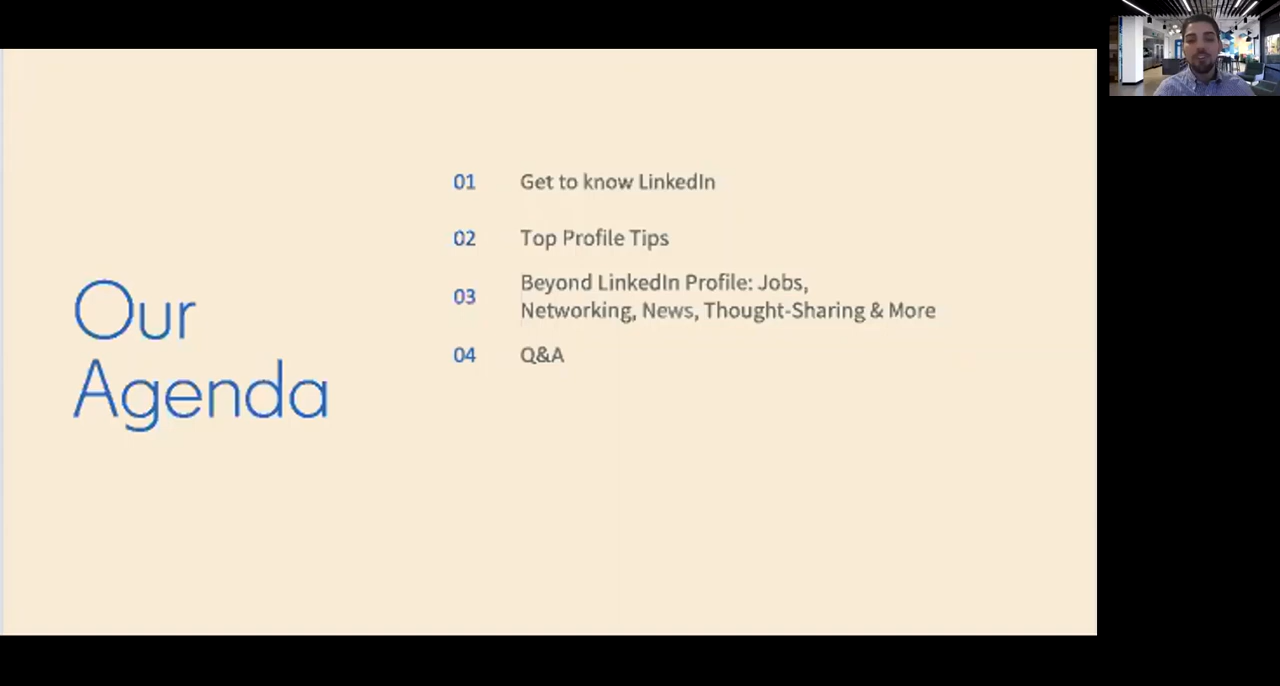 Our
Agenda
01 Get to know LinkedIn
02 Top Profile Tips
03 Beyond LinkedIn Profile: Jobs,
Networking, News, Thought-Sharing & More
04 Q&A